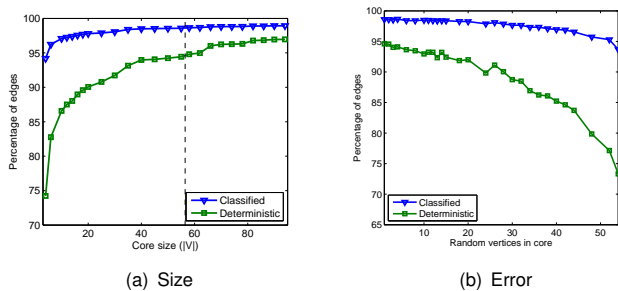 100
95
90
85
80
75
70
Percentage of edges
20 40 60 80
Core size (|V|)
Classified
Deterministic
(a) Size
100
95
90
85
80
75
70
65
Percentage of edges
10 20 30 40 50
Random vertices in core
Classified
Deterministic
(b) Error